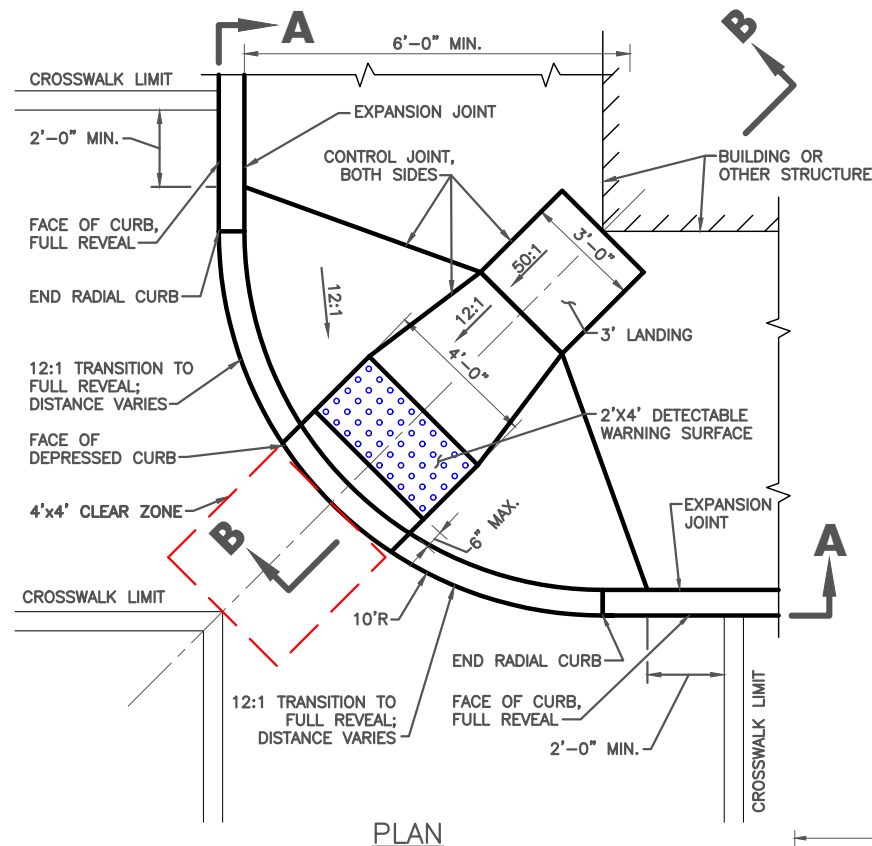 A
6'-0" MIN.
B
CROSSWALK LIMIT
EXPANSION JOINT
2'-0" MIN.
CONTROL JOINT,
BOTH SIDES
BUILDING OR
OTHER STRUCTURE
FACE OF CURB,
FULL REVEAL
3'-0"
50:1
END RADIAL CURB
12:1
12:1
3' LANDING
4'-0"
12:1 TRANSITION TO
FULL REVEAL;
DISTANCE VARIES
2'X4' DETECTABLE
WARNING SURFACE
FACE OF
DEPRESSED CURB
4'x4' CLEAR ZONE
EXPANSION
JOINT
6" MAX.
B
A
CROSSWALK LIMIT
10'R
END RADIAL CURB
12:1 TRANSITION TO
FULL REVEAL;
DISTANCE VARIES
FACE OF CURB,
FULL REVEAL
2'-0" MIN.
CROSSWALK LIMIT
PLAN